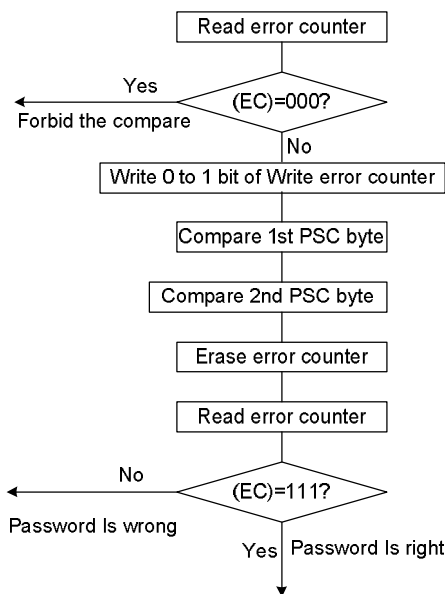 Read error counter
Yes
(EC)=000?
Forbid the compare
No
Write 0 to 1 bit of Write error counter
Compare 1st PSC byte
Compare 2nd PSC byte
Erase error counter
Read error counter
No
(EC)=111?
Password Is wrong
Yes
Password Is right